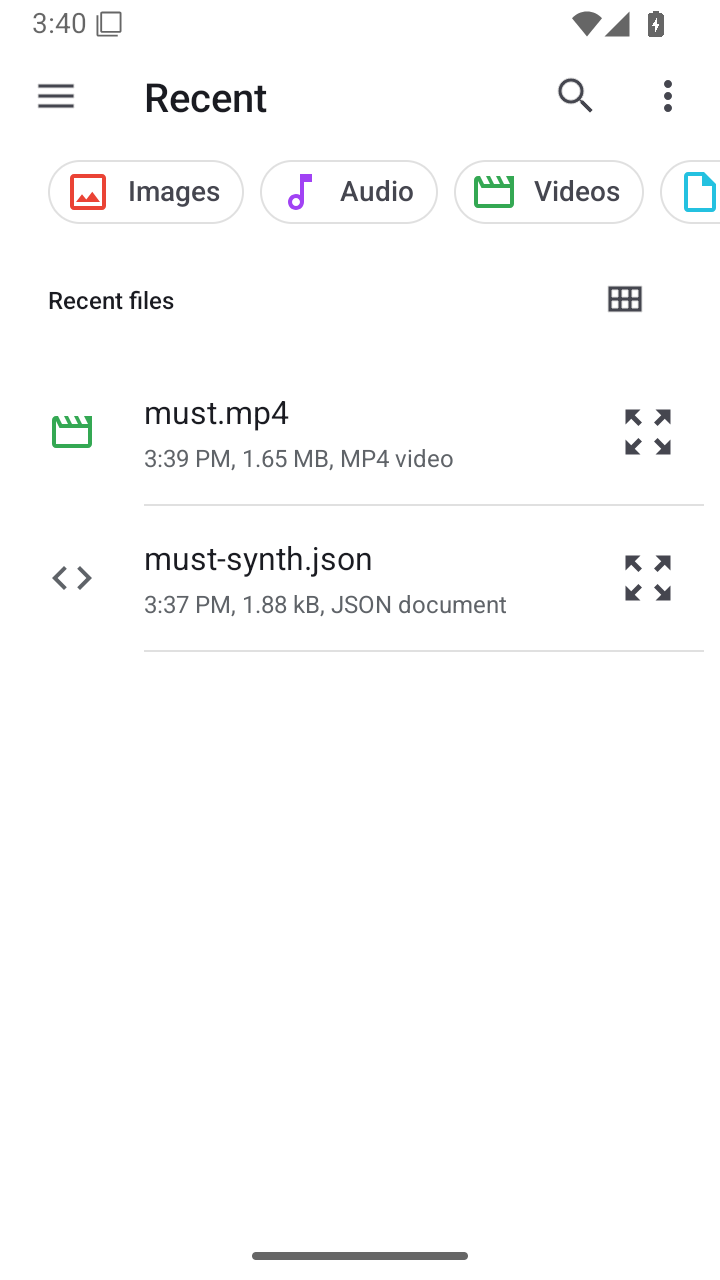 3:40
Recent
Images
Audio
Videos
Recent files
must.mp4
3:39 PM, 1.65 MB, MP4 video
must-synth.json
3:37 PM, 1.88 kB, JSON document